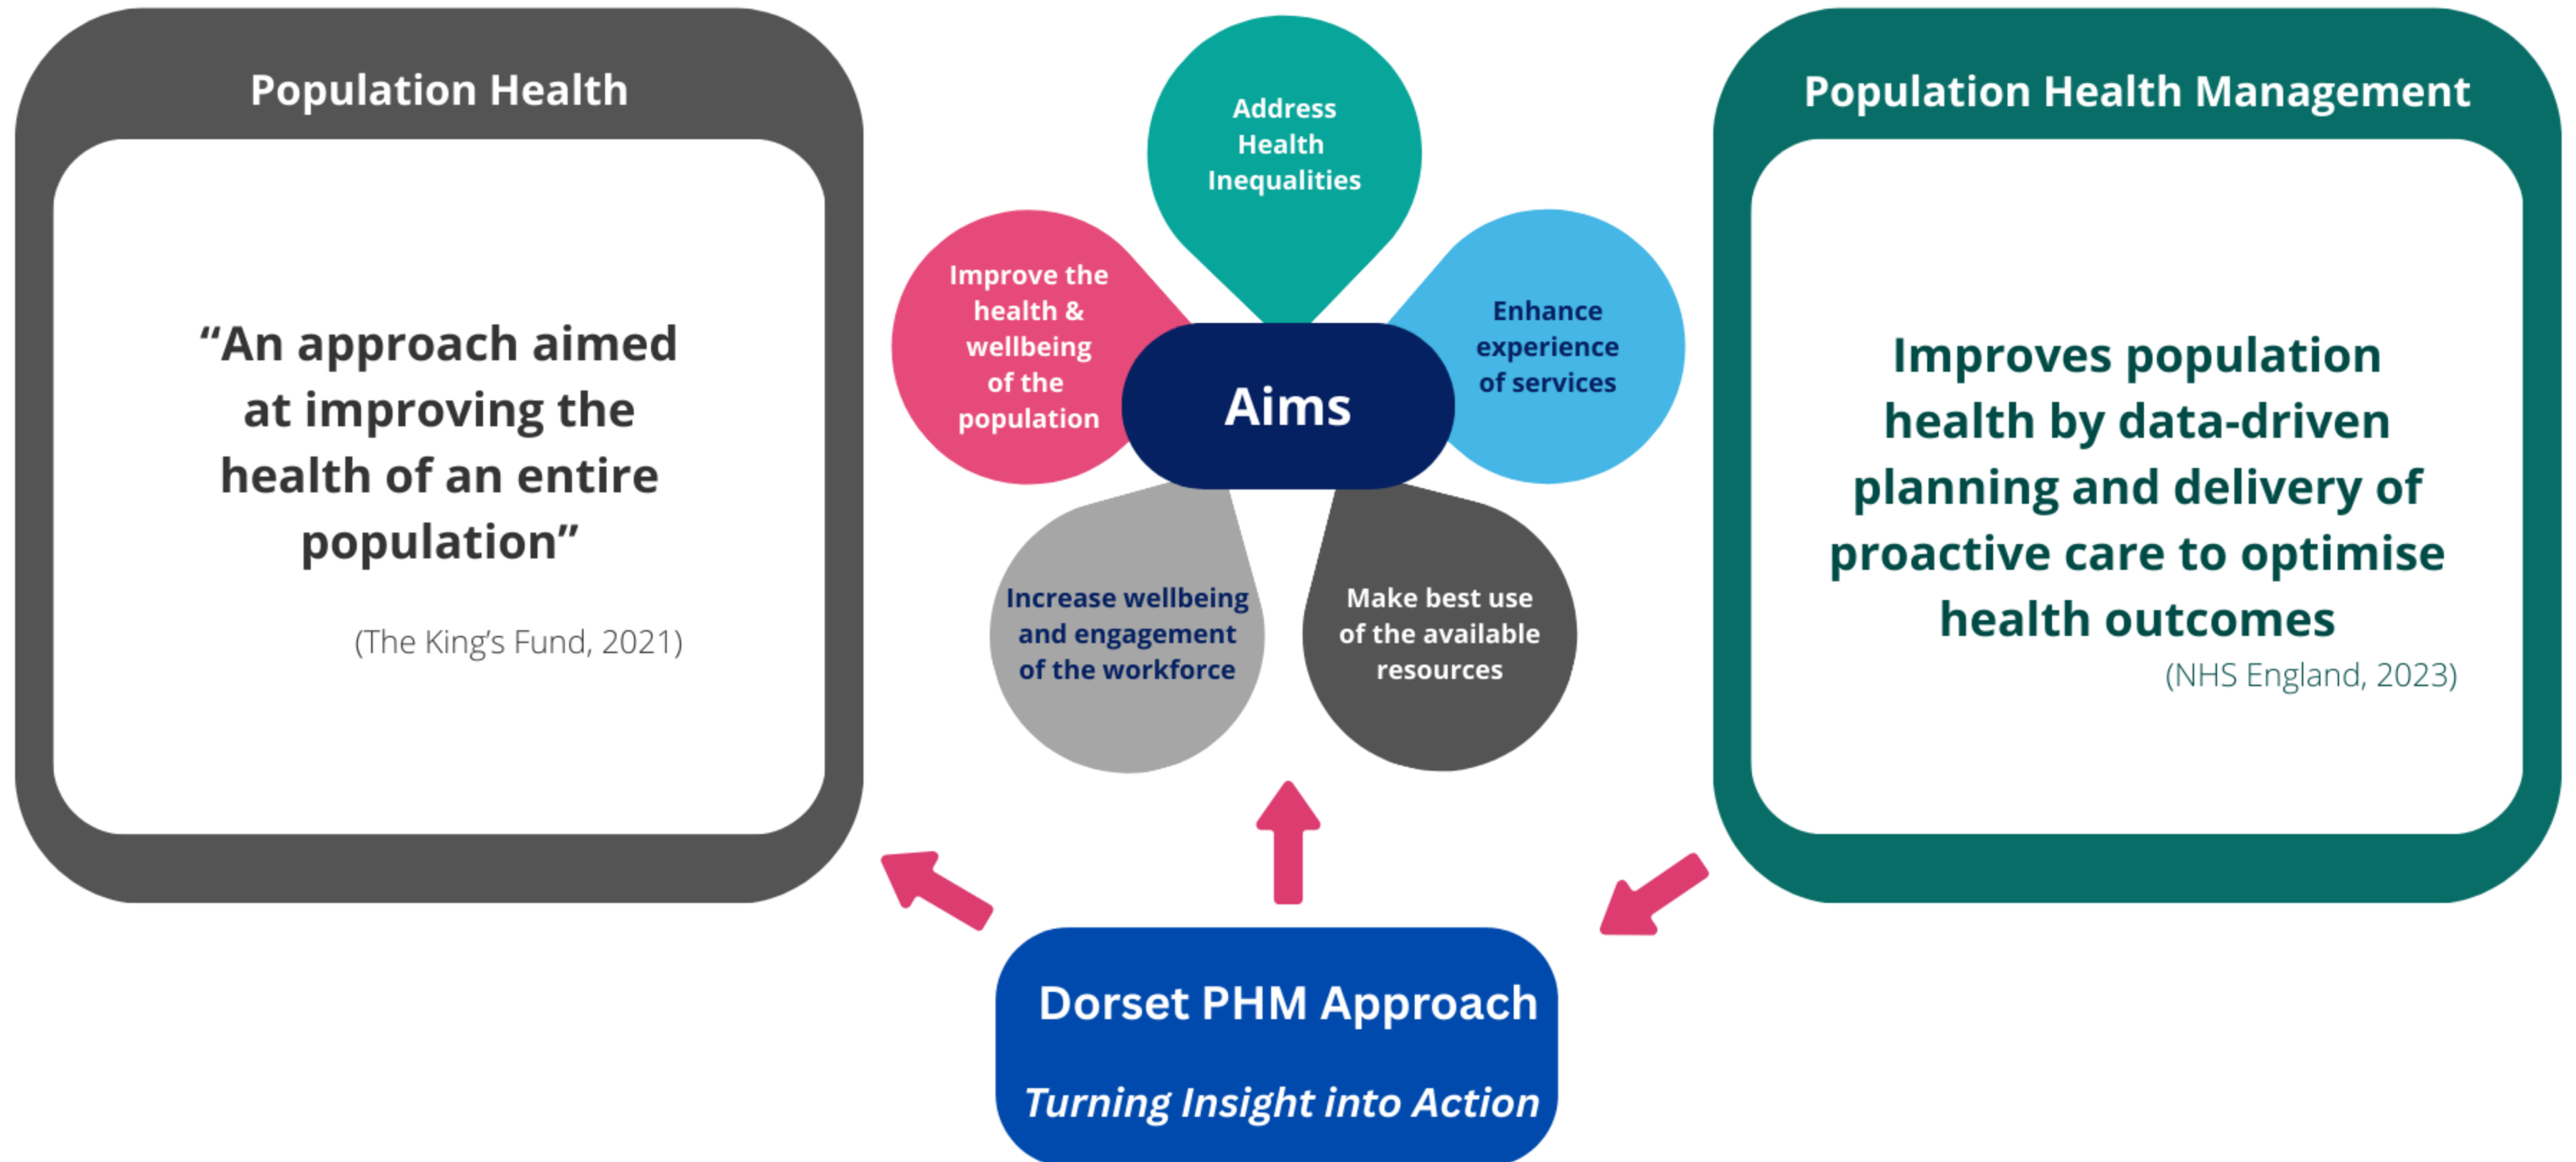 Population Health
“An approach aimed
at improving the
health of an entire
population”
(The King’s Fund, 2021)
Address
Health
Inequalities
Improve the
health &
wellbeing
of the
population
Enhance
experience
of services
Aims
Increase wellbeing
and engagement
of the workforce
Make best use
of the available
resources
Population Health Management
Improves population
health by data-driven
planning and delivery of
proactive care to optimise
health outcomes
(NHS England, 2023)
Dorset PHM Approach
Turning Insight into Action